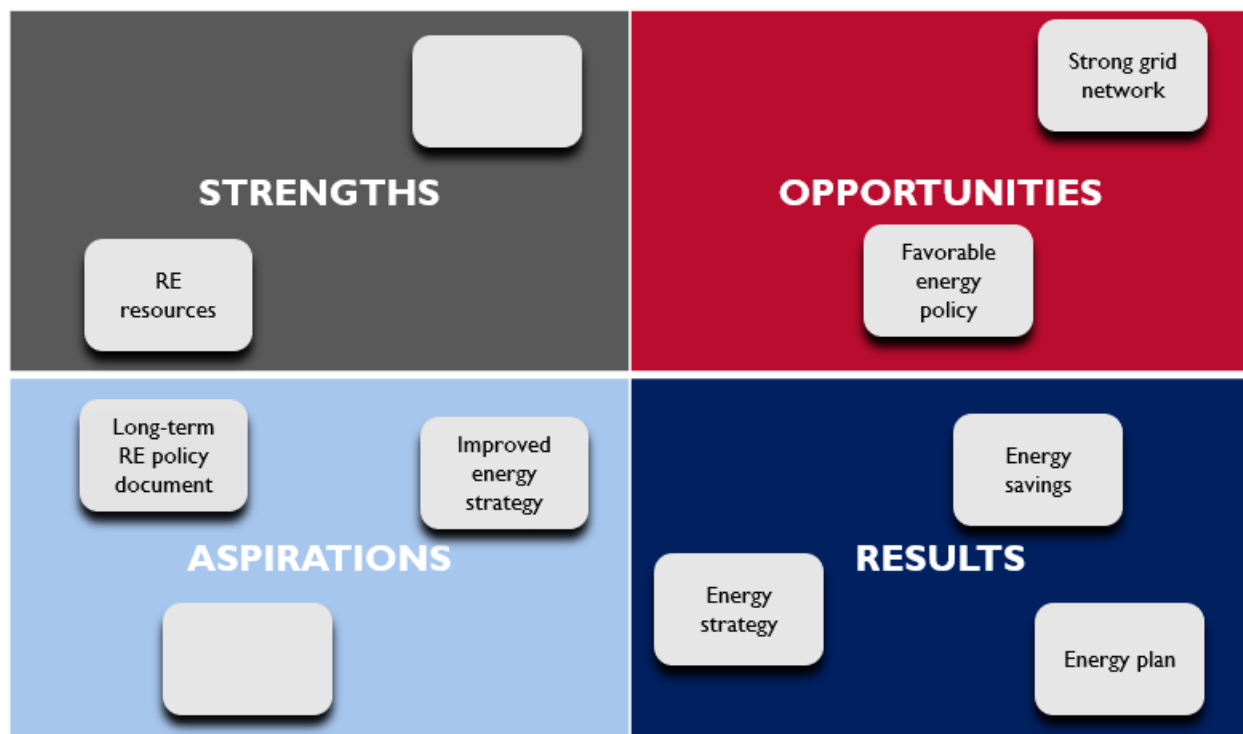 STRENGTHS
RE
resources
Strong grid
network
OPPORTUNITIES
Favorable
energy
policy
Long-term
RE policy
document
Improved
energy
strategy
ASPIRATIONS
Energy
savings
RESULTS
Energy
strategy
Energy plan